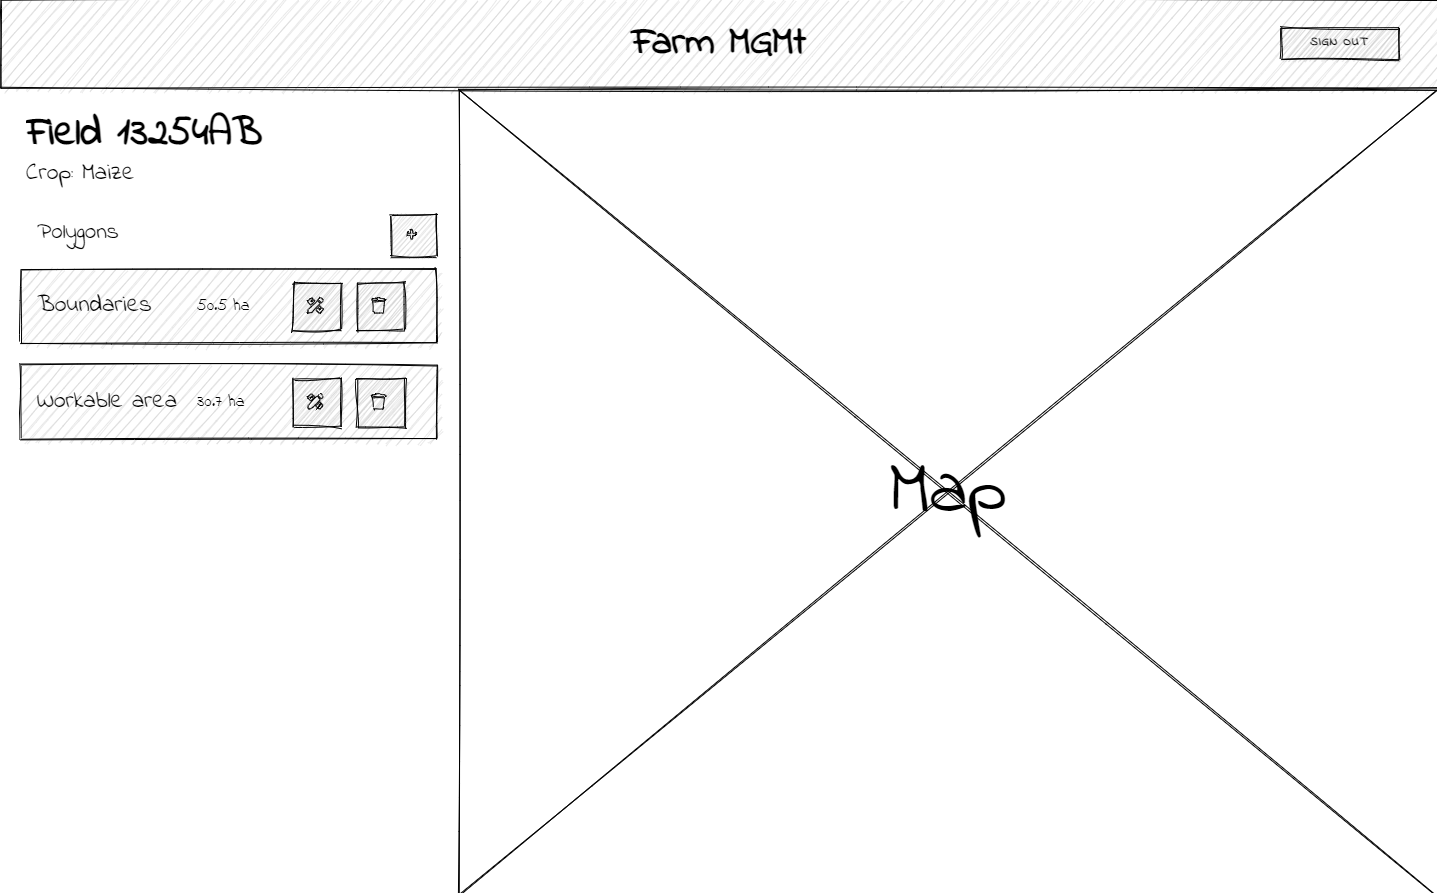 Farm MGMt
SIGN OUT
Field 13254AB
Crop: Maize
Polygons
+
Boundaries 50.5 ha
Workable area 30.7 ha
Map